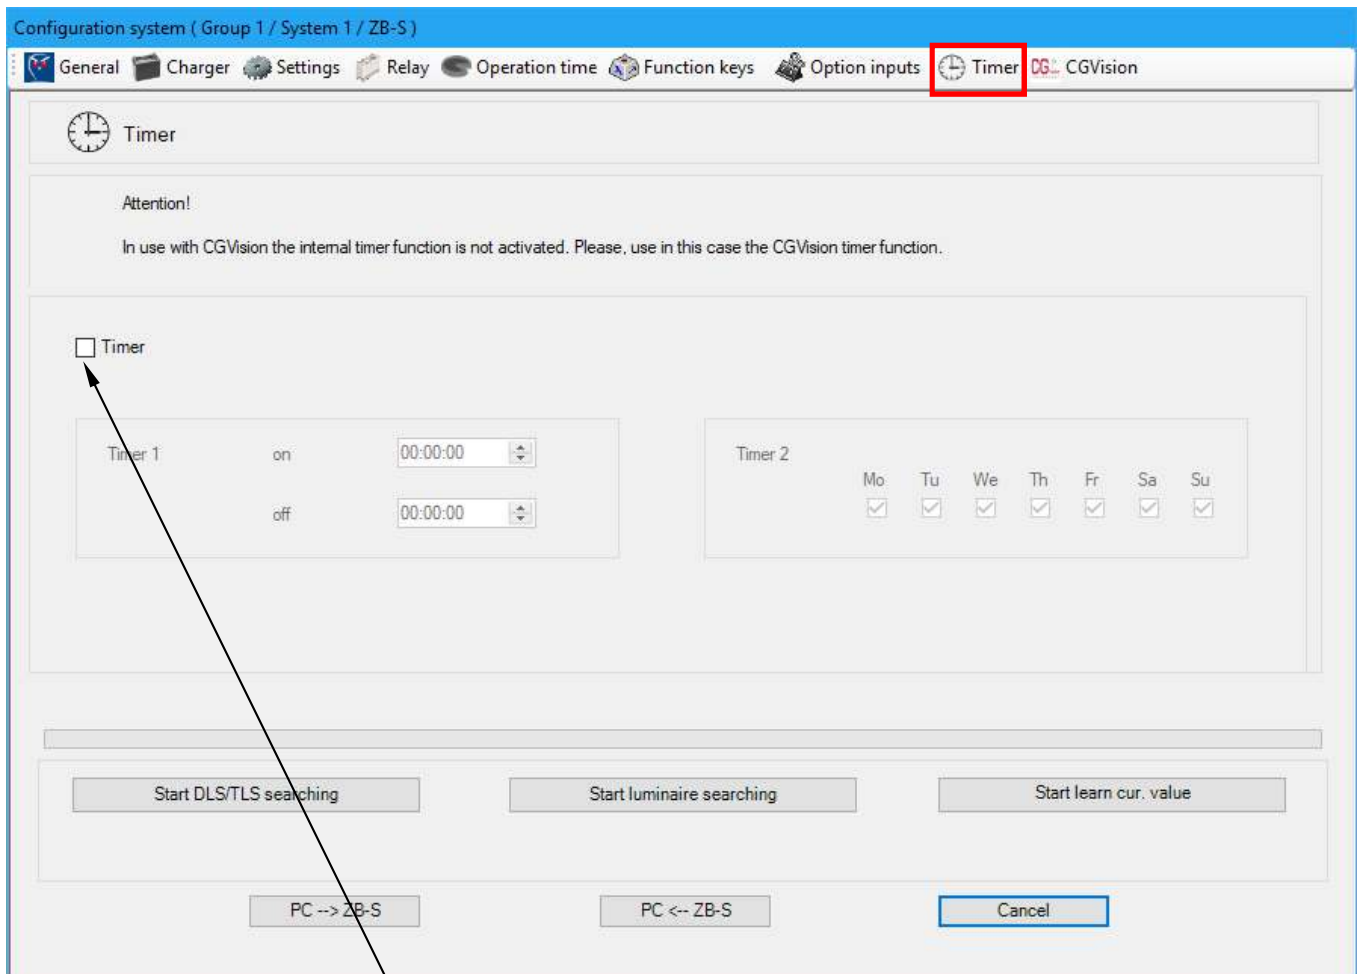 Configuration system ( Group 1 / System 1 / ZB-S )
General Charger Settings Relay Operation time Function keys Option inputs Timer CG CGVision
Timer
Attention!
In use with CGVision the internal timer function is not activated. Please, use in this case the CGVision timer function.
Timer
Timer 1 on 00:00:00
off 00:00:00
Timer 2
Mo Tu We Th Fr Sa Su
Start DLS/TLS searching Start luminaire searching Start learn cur. value
PC --> ZB-S PC <-- ZB-S Cancel